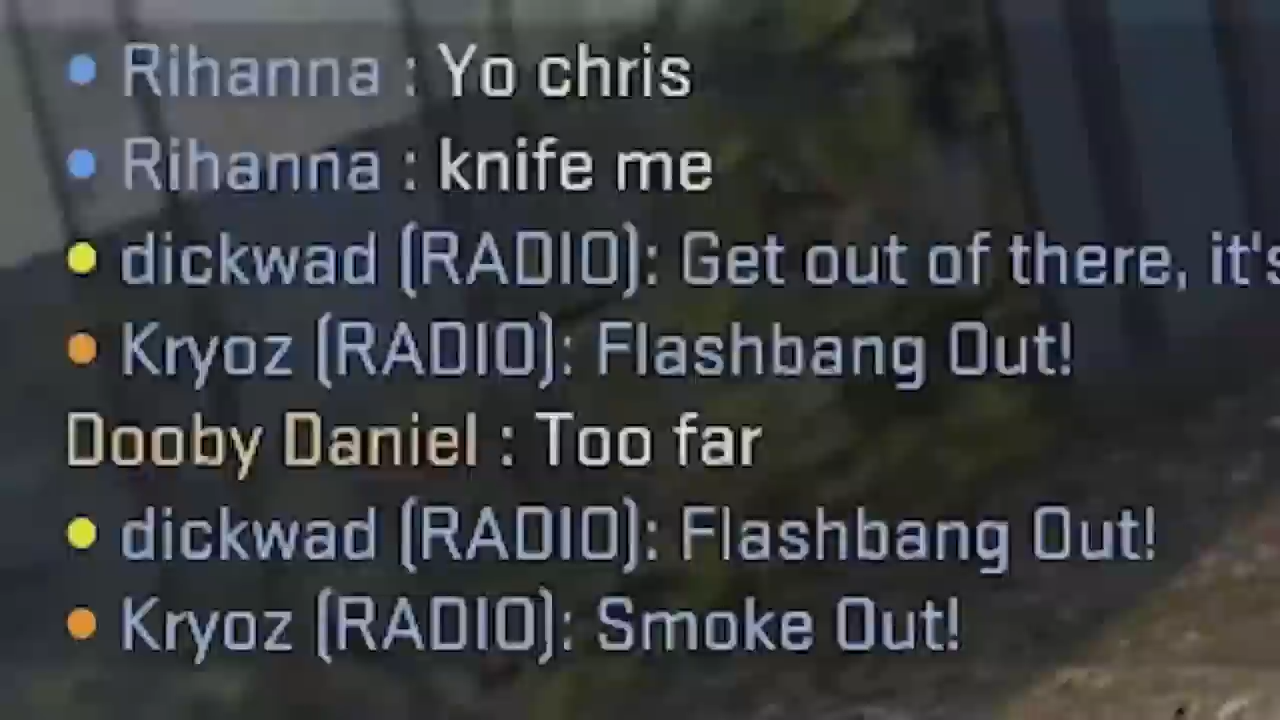 Rihanna : Yo chris
Rihanna : knife me
dickwad (RADIO): Get out of there, it's
Kryoz (RADIO): Flashbang Out!
Dooby Daniel : Too far
dickwad (RADIO): Flashbang Out!
Kryoz (RADIO): Smoke Out!